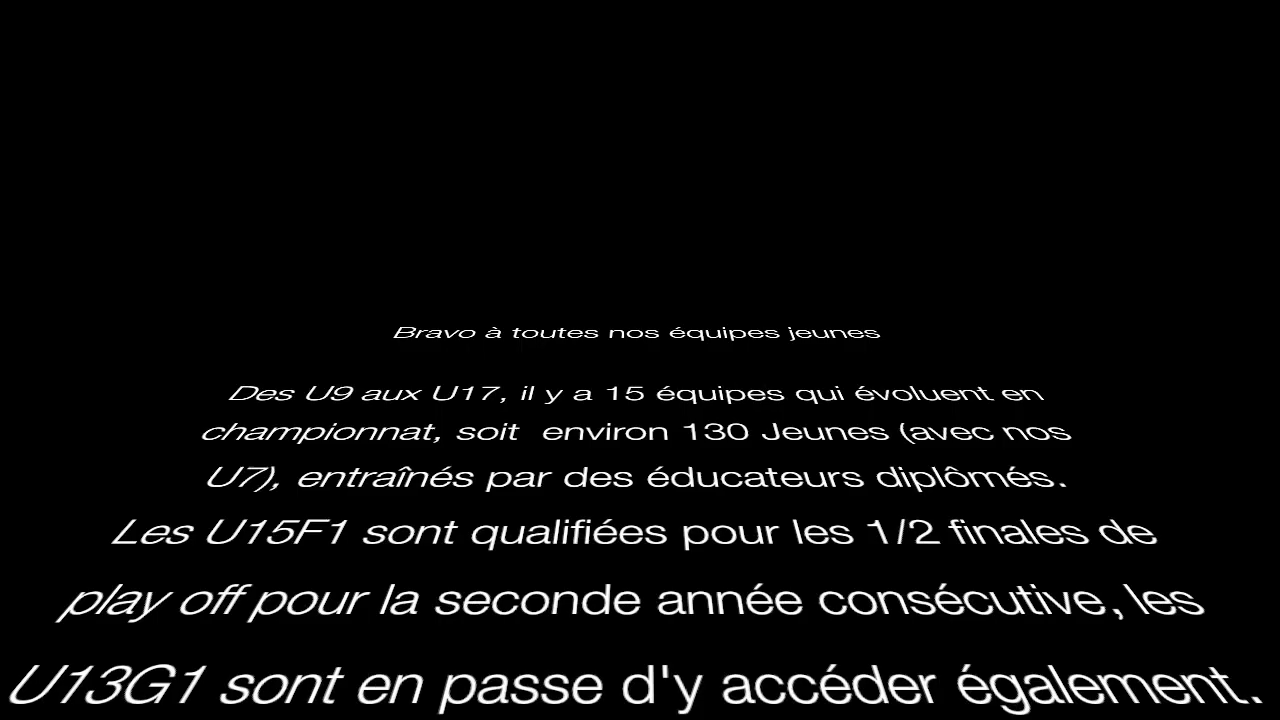 Bravo à toutes nos équipes jeunes
Des U9 aux U17, il y a 15 équipes qui évoluent en
championnat, soit  environ 130 Jeunes (avec nos
U7), entraînés par des éducateurs diplômés.
Les U15F1 sont qualifiées pour les 1/2 finales de
play off pour la seconde année consécutive, les
U13G1 sont en passe d'y accéder également.